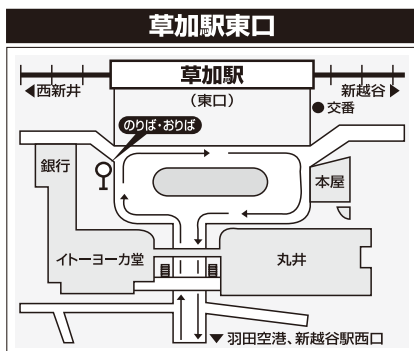 草加駅東口
草加駅
(東口)
◀西新井
新越谷▶
●交番
のりば・おりば
銀行
本屋
イトーヨーカ堂
丸井
▼羽田空港、新越谷駅西口